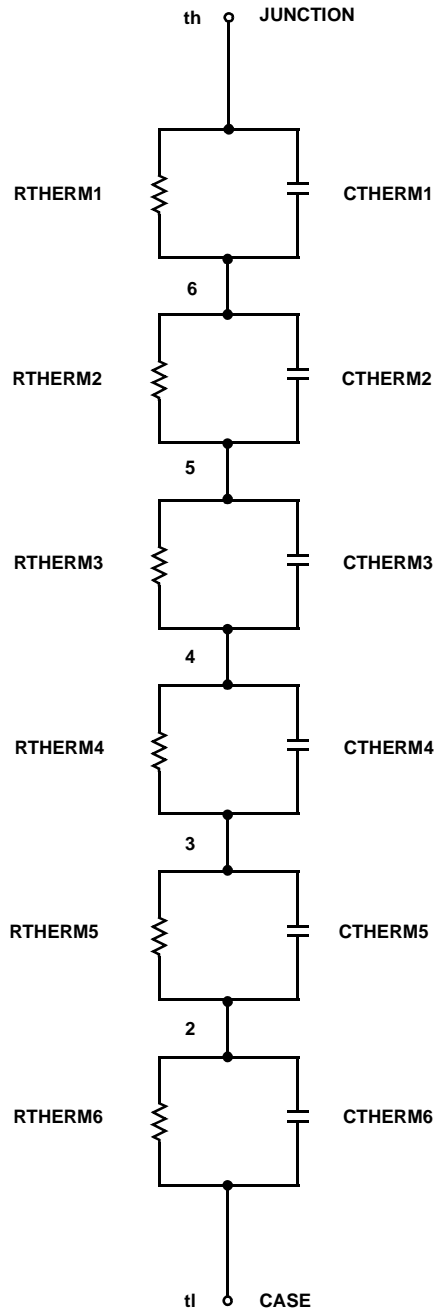 th JUNCTION
RTHERM1 CTHERM1
6
RTHERM2 CTHERM2
5
RTHERM3 CTHERM3
4
RTHERM4 CTHERM4
3
RTHERM5 CTHERM5
2
RTHERM6 CTHERM6
tl CASE